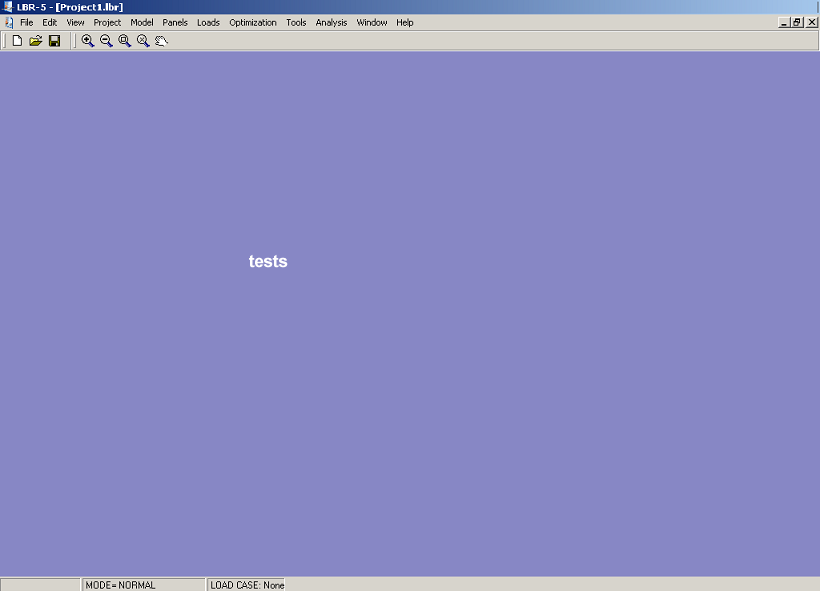 LBR-5 - [Project1.lbr]
File Edit View Project Model Panels Loads Optimization Tools Analysis Window Help
tests
MODE= NORMAL LOAD CASE: None